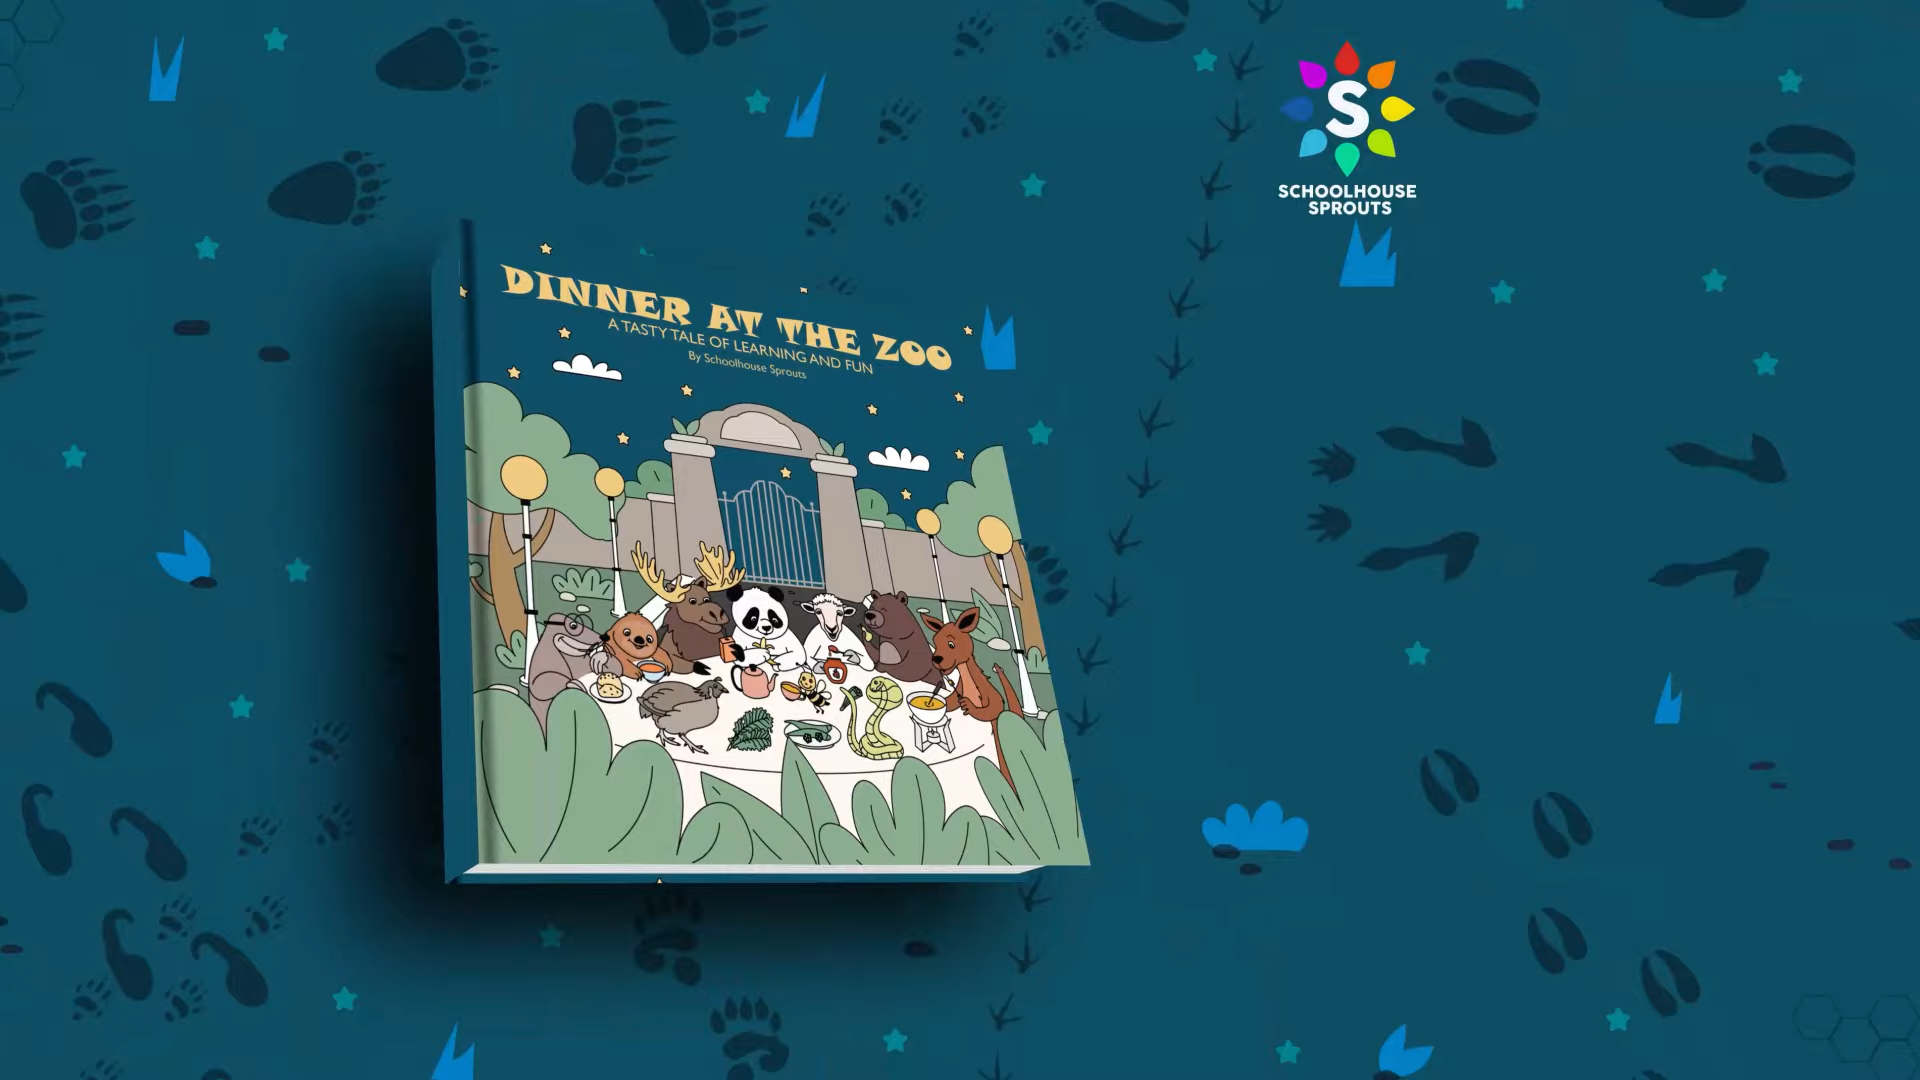 S
SCHOOLHOUSE
SPROUTS
DINNER AT THE ZOO
A TASTY TALE OF LEARNING AND FUN
By Schoolhouse Sprouts